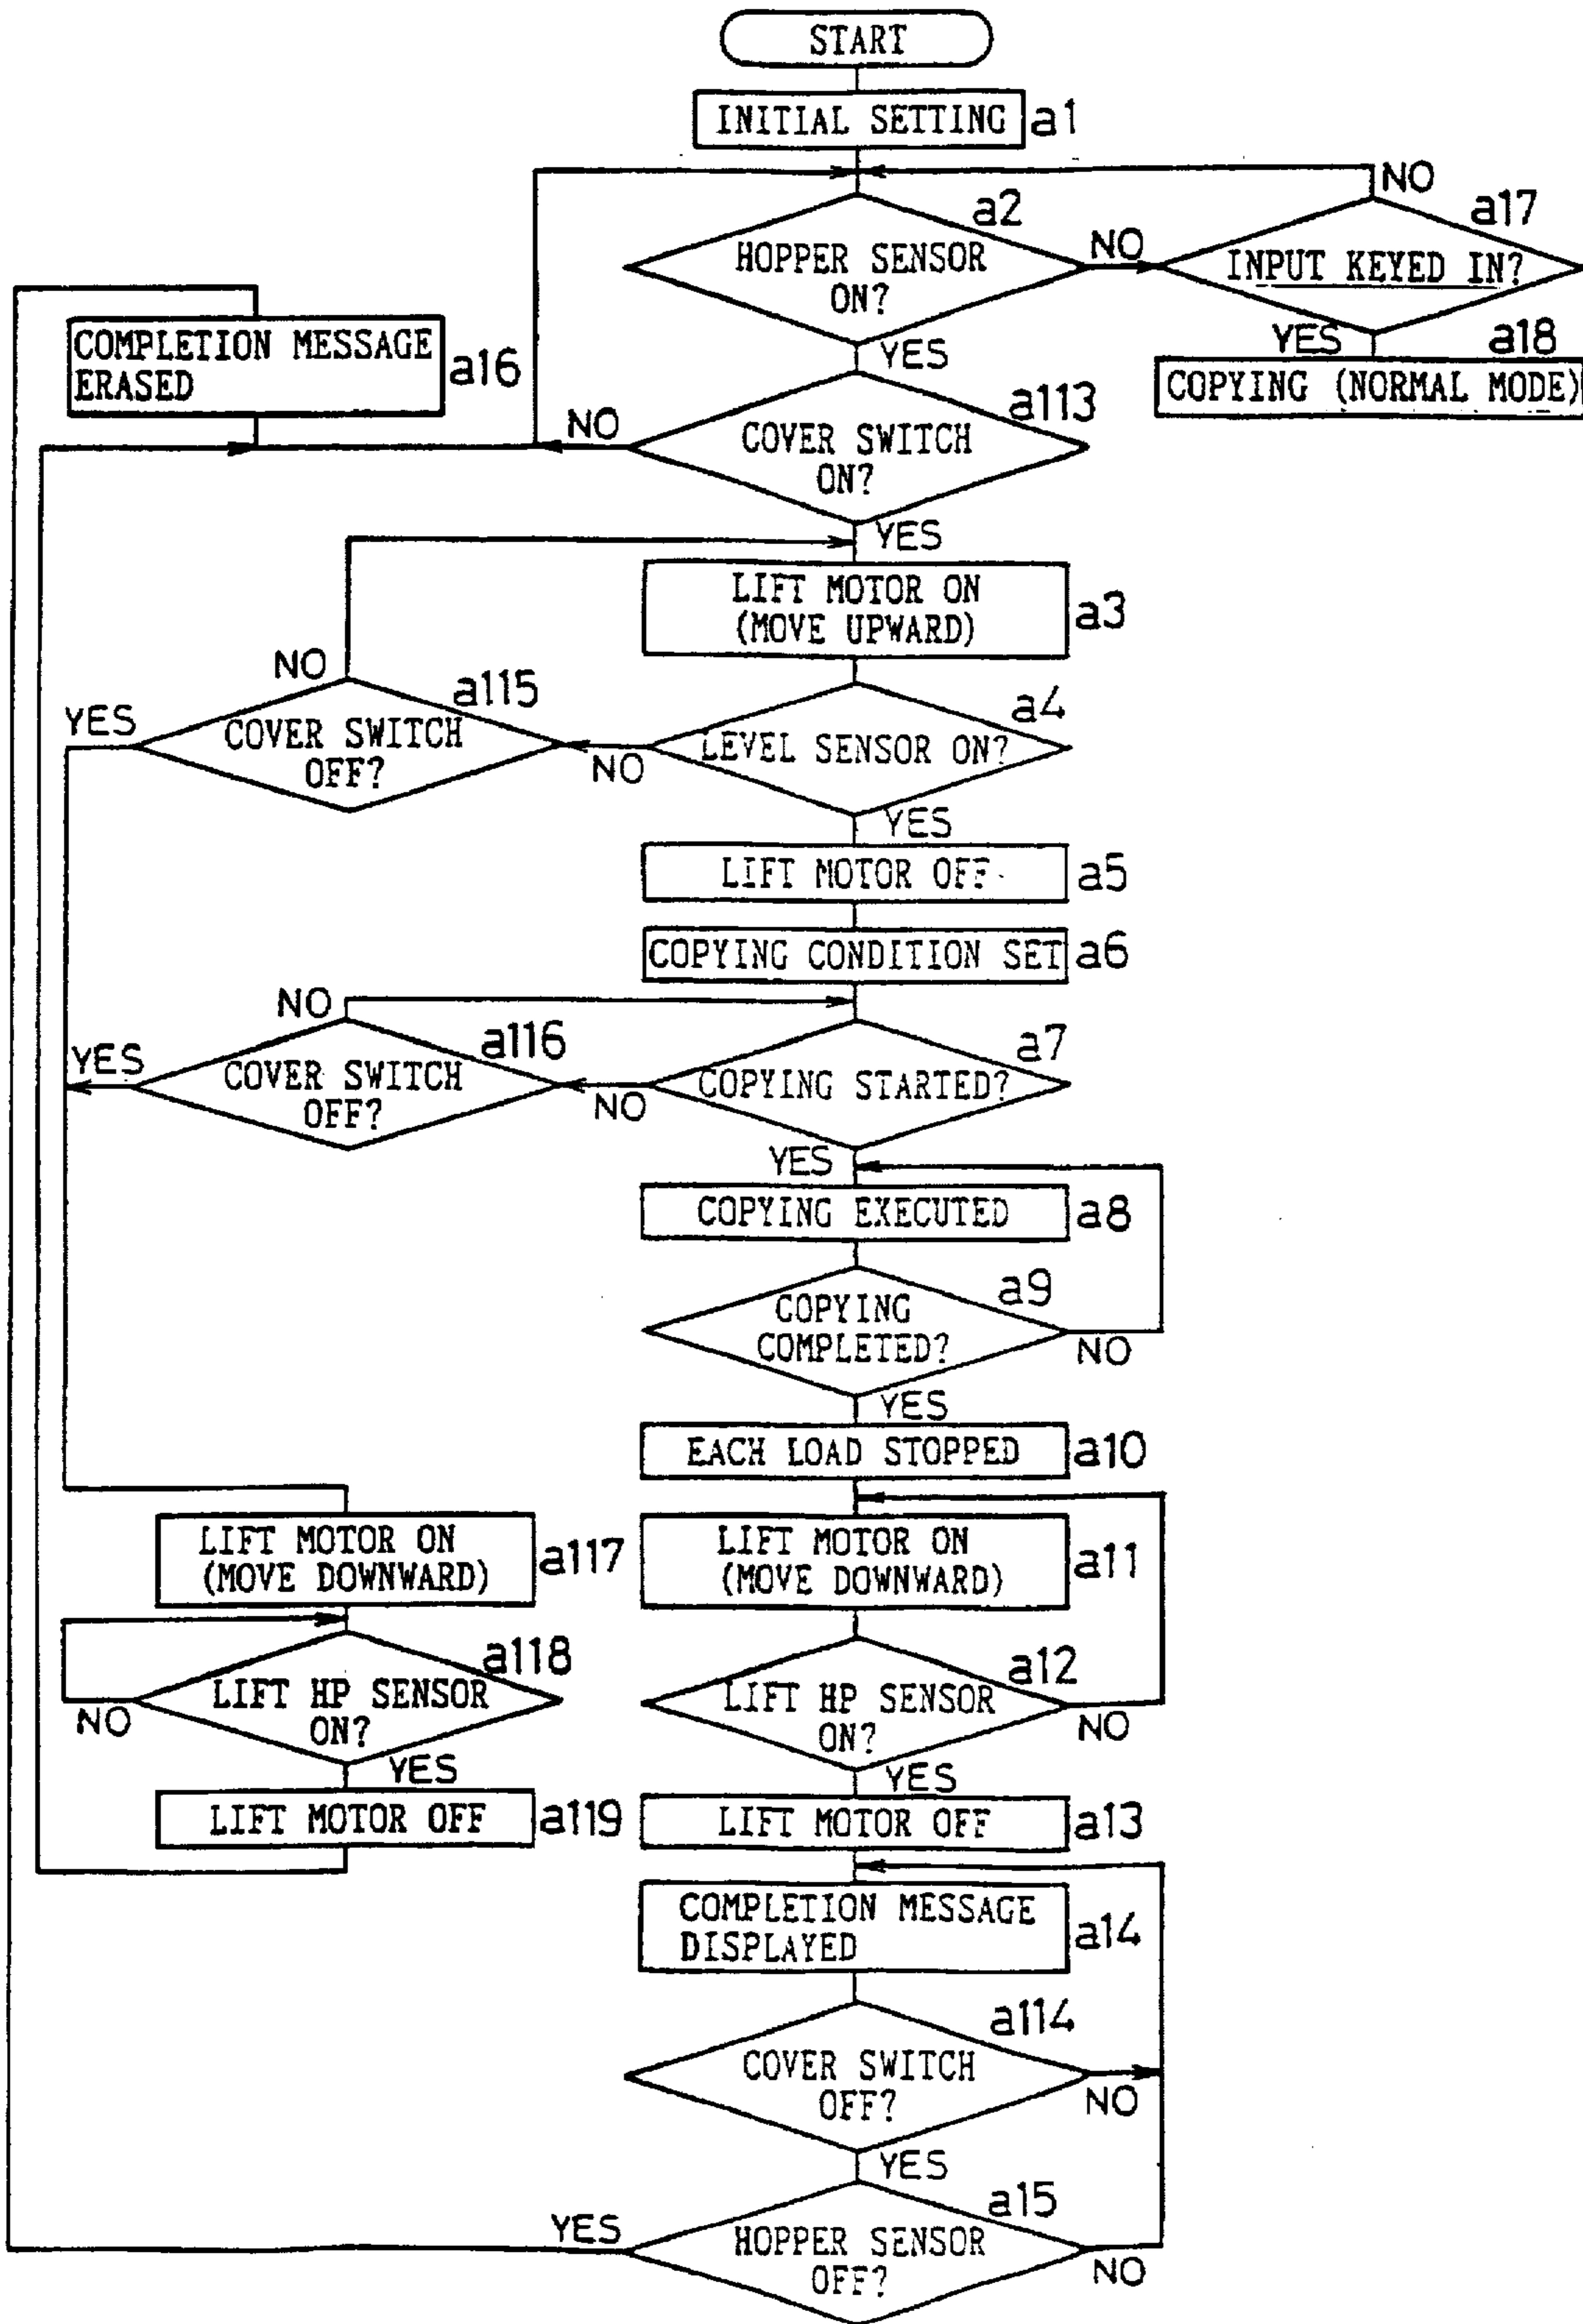 START
INITIAL SETTING
a1
NO
a2
a17
HOPPER SENSOR
ON?
NO
INPUT KEYED IN?
YES
YES
a18
COPYING (NORMAL MODE)
COMPLETION MESSAGE
ERASED
a16
a113
NO
COVER SWITCH
ON?
YES
LIFT MOTOR ON
(MOVE UPWARD)
a3
NO
a115
a4
YES
COVER SWITCH
OFF?
NO
LEVEL SENSOR ON?
YES
LIFT MOTOR OFF
a5
COPYING CONDITION SET
a6
NO
a116
a7
YES
COVER SWITCH
OFF?
NO
COPYING STARTED?
YES
COPYING EXECUTED
a8
a9
COPYING
COMPLETED?
NO
YES
EACH LOAD STOPPED
a10
LIFT MOTOR ON
(MOVE DOWNWARD)
a117
LIFT MOTOR ON
(MOVE DOWNWARD)
a11
a118
LIFT HP SENSOR
ON?
NO
YES
a12
LIFT HP SENSOR
ON?
NO
YES
LIFT MOTOR OFF
a119
LIFT MOTOR OFF
a13
COMPLETION MESSAGE
DISPLAYED
a14
a114
COVER SWITCH
OFF?
NO
YES
a15
YES
HOPPER SENSOR
OFF?
NO